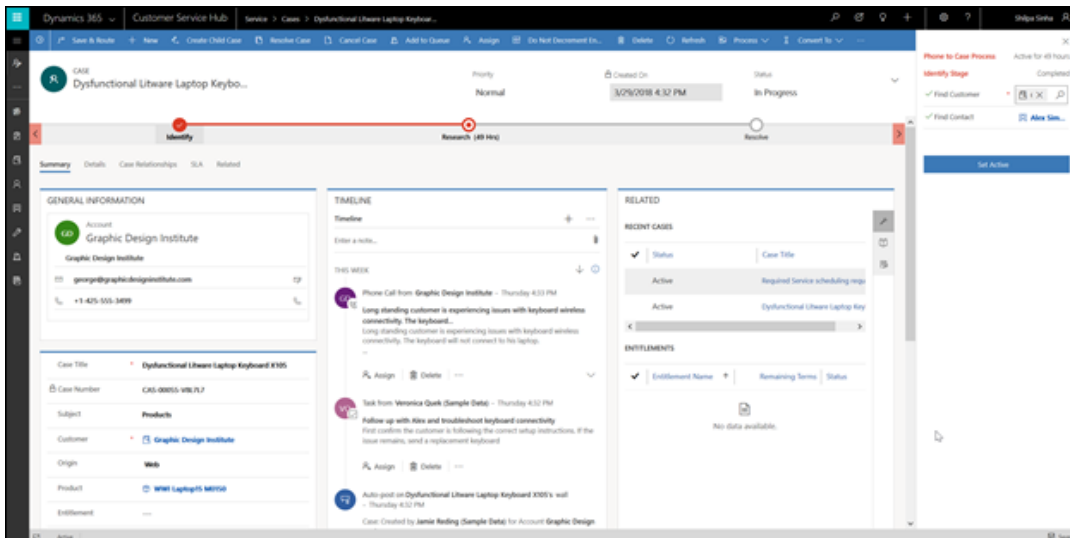 Dynamics 365
Customer Service Hub
Service > Cases > Dysfunctional Litware Laptop Keyboar...
Shilpa Sinha
Save & Route
New
Create Child Case
Resolve Case
Cancel Case
Add to Queue
Assign
Do Not Decrement En...
Delete
Refresh
Process
Convert To
...
CASE
Dysfunctional Litware Laptop Keybo...
Priority
Normal
Created On
3/29/2018 4:32 PM
Status
In Progress
Identify
Research (49 Hrs)
Resolve
Summary
Details
Case Relationships
SLA
Related
GENERAL INFORMATION
Account
GD
Graphic Design Institute
Graphic Design Institute
george@graphicdesigninstitute.com
+1-425-555-3499
Case Title * Dysfunctional Litware Laptop Keyboard X105
Case Number
Subject Products
Customer * Graphic Design Institute
Origin Web
Product WWI Laptop15 M0150
Entitlement ---
TIMELINE
Timeline
Enter a note...
THIS WEEK
Phone Call from Graphic Design Institute - Thursday 4:33 PM
Long standing customer is experiencing issues with keyboard wireless
connectivity. The keyboard...
Long standing customer is experiencing issues with keyboard wireless
connectivity. The keyboard will not connect to his laptop.
...
Assign
Delete
...
Task from Veronica Quek (Sample Data) - Thursday 4:32 PM
Follow up with Alex and troubleshoot keyboard connectivity
First confirm the customer is following the correct setup instructions. If the
issue remains, send a replacement keyboard
Assign
Delete
...
Auto-post on Dysfunctional Litware Laptop Keyboard X105's wall
- Thursday 4:32 PM
Case: Created by Jamie Reding (Sample Data) for Account Graphic Design
RELATED
RECENT CASES
Status
Case Title
Active
Required Service scheduling requ
Active
Dysfunctional Litware Laptop Key
ENTITLEMENTS
Entitlement Name
Remaining Terms
Status
No data available.
Phone to Case Process
Active for 49 hours
Identify Stage
Completed
Find Customer *
Find Contact
Alex Sim...
Set Active
Active